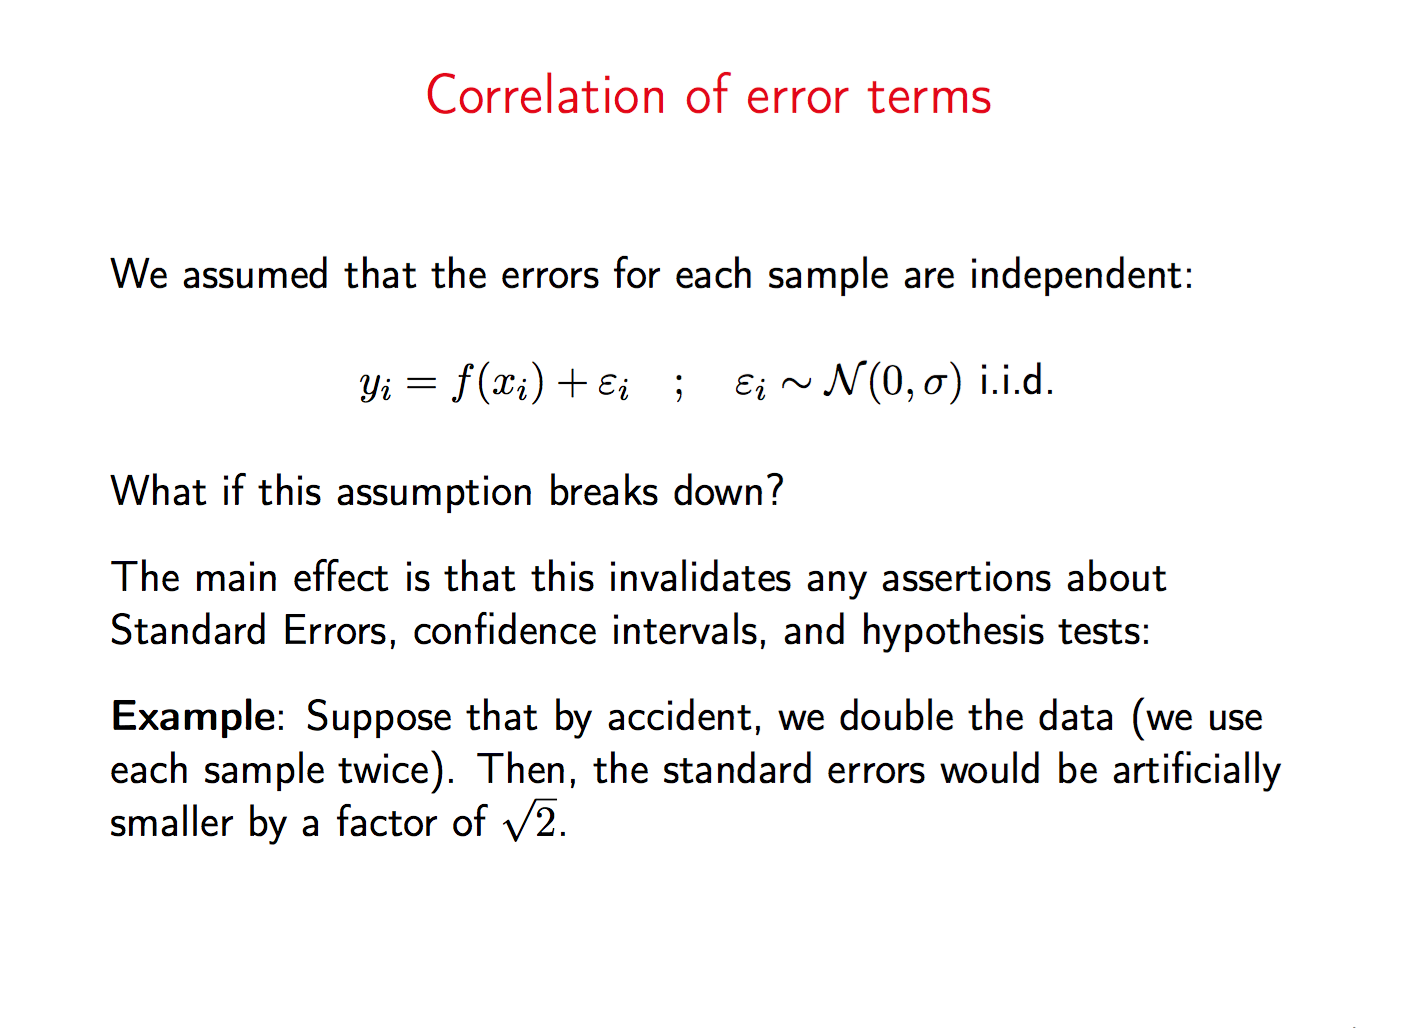 Correlation of error terms
We assumed that the errors for each sample are independent:
yᵢ = f(xᵢ) + εᵢ ; εᵢ ∼ 𝒩(0, σ) i.i.d.
What if this assumption breaks down?
The main effect is that this invalidates any assertions about
Standard Errors, confidence intervals, and hypothesis tests:
Example: Suppose that by accident, we double the data (we use
each sample twice). Then, the standard errors would be artificially
smaller by a factor of √2.